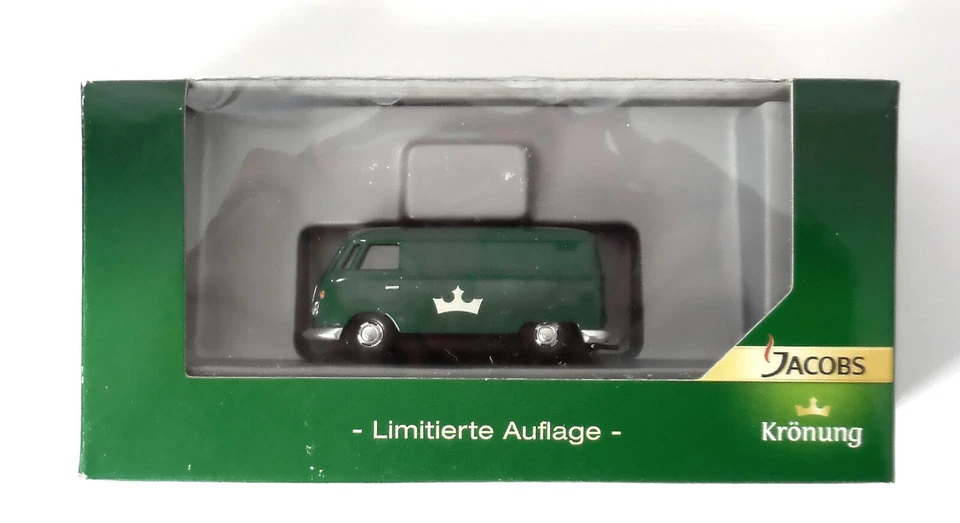 JACOBS
- Limitierte Auflage -
Krönung